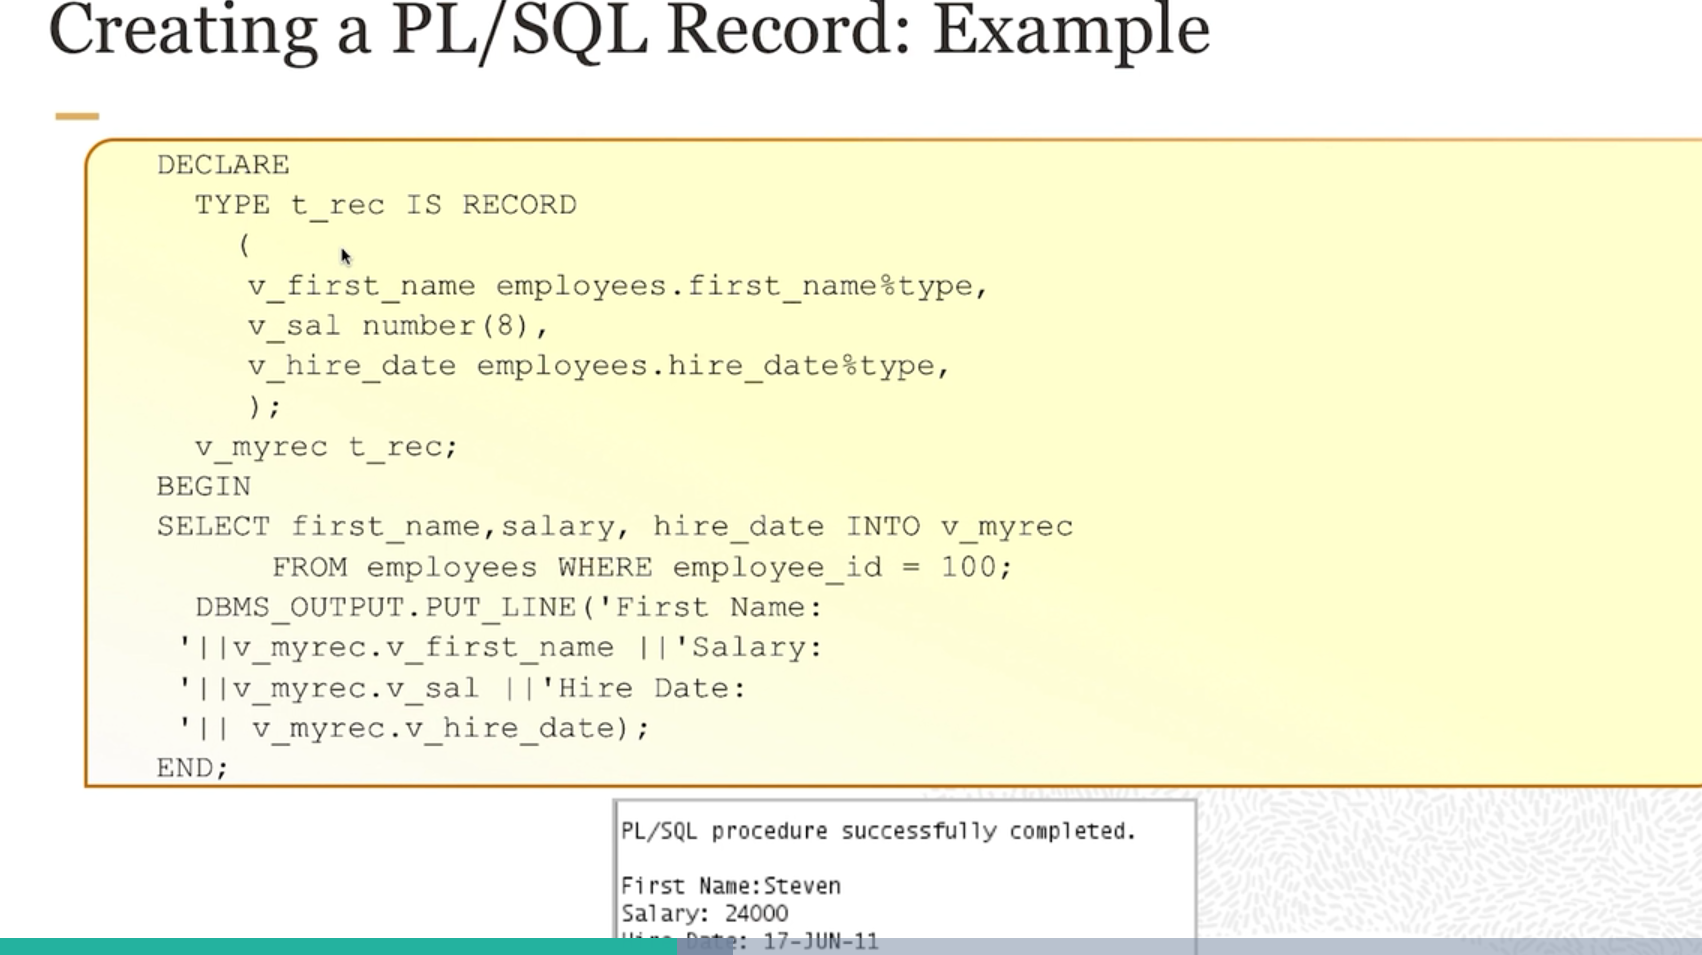 Creating a PL/SQL Record: Example
DECLARE
TYPE t_rec IS RECORD
(
v_first_name employees.first_name%type,
v_sal number(8),
v_hire_date employees.hire_date%type,
);
v_myrec t_rec;
BEGIN
SELECT first_name,salary, hire_date INTO v_myrec
FROM employees WHERE employee_id = 100;
DBMS_OUTPUT.PUT_LINE('First Name:
'||v_myrec.v_first_name ||'Salary:
'||v_myrec.v_sal ||'Hire Date:
'|| v_myrec.v_hire_date);
END;
PL/SQL procedure successfully completed.
First Name:Steven
Salary: 24000
Hire Date: 17-JUN-11